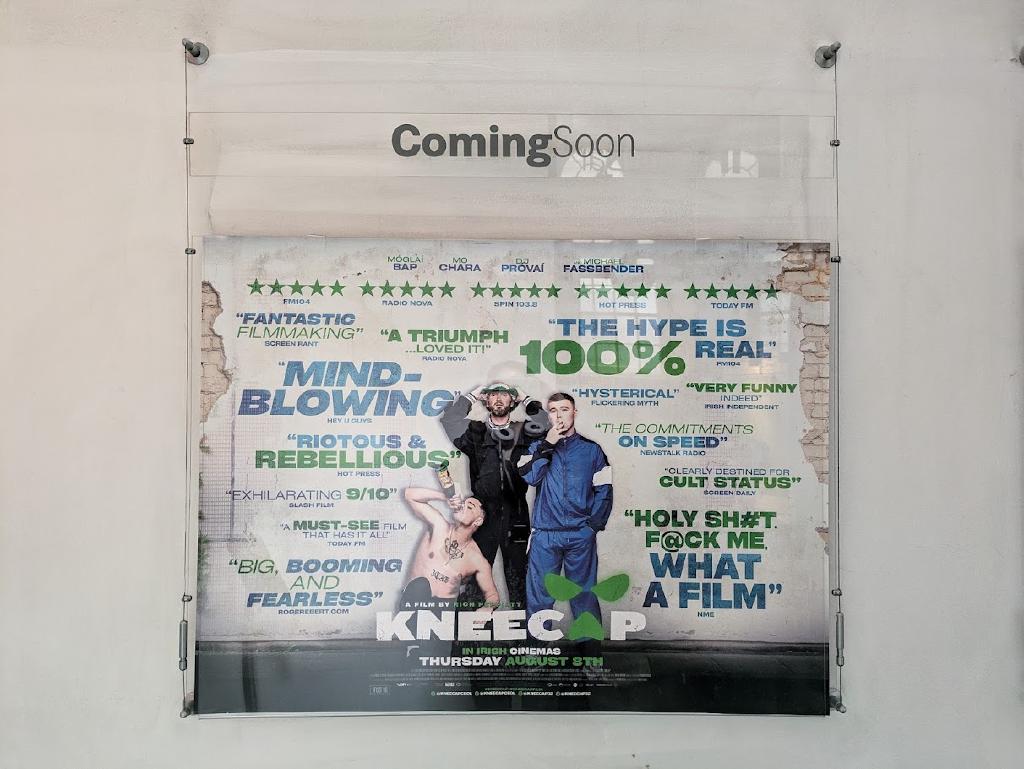 ComingSoon
MÓGLAÍ BAP
MO CHARA
DJ PRÓVAÍ
MICHAEL FASSBENDER
★★★★★ ★★★★★ ★★★★★ ★★★★★ ★★★★★
FM104
RADIO NOVA
SPIN 103.8
HOT PRESS
TODAY FM
"FANTASTIC
FILMMAKING"
SCREEN RANT
"A TRIUMPH
...LOVED IT!"
RADIO NOVA
"THE HYPE IS
100% REAL"
FM104
"MIND-
BLOWING"
HEY U GUYS
"HYSTERICAL"
FLICKERING MYTH
"VERY FUNNY
INDEED"
IRISH INDEPENDENT
"RIOTOUS &
REBELLIOUS"
HOT PRESS
"THE COMMITMENTS
ON SPEED"
NEWSTALK RADIO
"EXHILARATING 9/10"
SLASH FILM
"CLEARLY DESTINED FOR
CULT STATUS"
SCREEN DAILY
"A MUST-SEE FILM
THAT HAS IT ALL"
TODAY FM
"HOLY SH#T.
F@CK ME,
WHAT
A FILM"
NME
"BIG, BOOMING
AND
FEARLESS"
ROGEREBERT.COM
A FILM BY RICH PEPPIATT
KNEECAP
IN IRISH CINEMAS
THURSDAY AUGUST 8TH